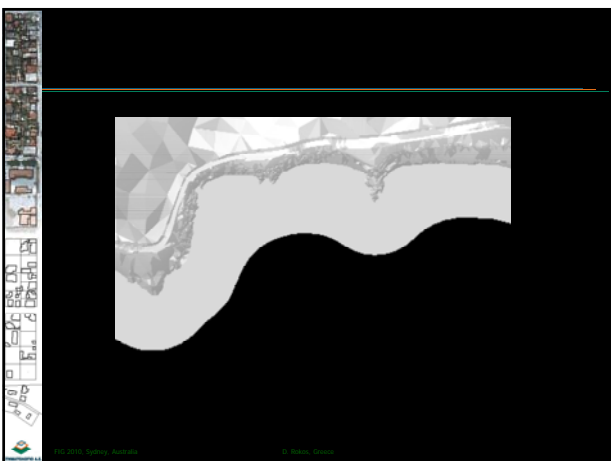 FIG 2010, Sydney, Australia
D. Rokos, Greece